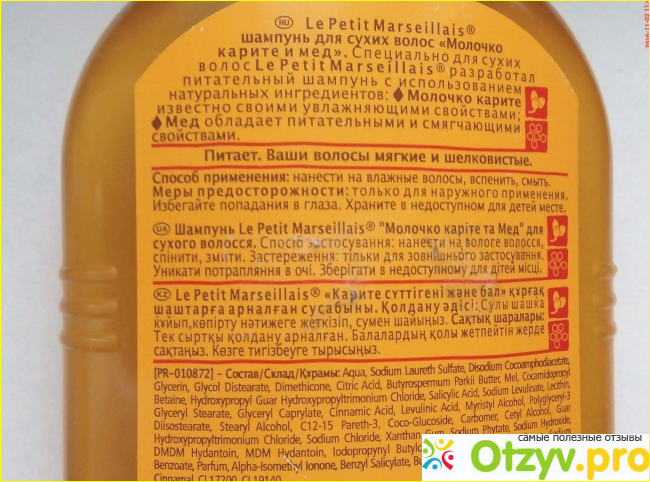 RU Le Petit Marseillais®
шампунь для сухих волос «Молочко
карите и мед». Специально для сухих
волос Le Petit Marseillais® разработал
питательный шампунь с использованием
натуральных ингредиентов: ♦ Молочко карите
известно своими увлажняющими свойствами;
♦ Мед обладает питательными и смягчающими
свойствами.
Питает. Ваши волосы мягкие и шелковистые.
Способ применения: нанести на влажные волосы, вспенить, смыть.
Меры предосторожности: только для наружного применения.
Избегайте попадания в глаза. Храните в недоступном для детей месте.
UA Шампунь Le Petit Marseillais® "Молочко каріте та Мед" для
сухого волосся. Спосіб застосування: нанести на вологе волосся,
спінити, змити. Застереження: тільки для зовнішнього застосування.
Уникати потрапляння в очі. Зберігати в недоступному для дітей місці.
KZ Le Petit Marseillais® «Карите сүттігені және бал» құрғақ
шаштарға арналған сусабыны. Қолдану әдісі: Сулы шашқа
құйып, көпірту нәтижеге жеткізіп, сумен шайыңыз. Сақтық шаралары:
Тек сыртқы қолдану арналған. Балалардың қолы жетпейтін жерде
сақтаңыз. Көзге тигізбеуге тырысыңыз.
[PR-010872] – Состав/Склад/Құрамы: Aqua, Sodium Laureth Sulfate, Disodium Cocoamphodiacetate,
Glycerin, Glycol Distearate, Dimethicone, Citric Acid, Butyrospermum Parkii Butter, Mel, Cocamidopropyl
Betaine, Hydroxypropyl Guar Hydroxypropyltrimonium Chloride, Salicylic Acid, Sodium Levulinate, Lecithin,
Glyceryl Stearate, Glyceryl Caprylate, Cinnamic Acid, Levulinic Acid, Myristyl Alcohol, Polyglyceryl-3
Diisostearate, Stearyl Alcohol, C12-15 Pareth-3, Coco-Glucoside, Carbomer, Cetyl Alcohol, Guar
Hydroxypropyltrimonium Chloride, Sodium Chloride, Xanthan Gum, Sodium Phytate, Sodium Hydroxide,
DMDM Hydantoin, MDM Hydantoin, Iodopropynyl
Benzoate, Parfum, Alpha-Isomethyl Ionone, Benzyl Salicylate,
Cinnamal, CI 17200, CI 19140
самые полезные отзывы
Otzyv.pro